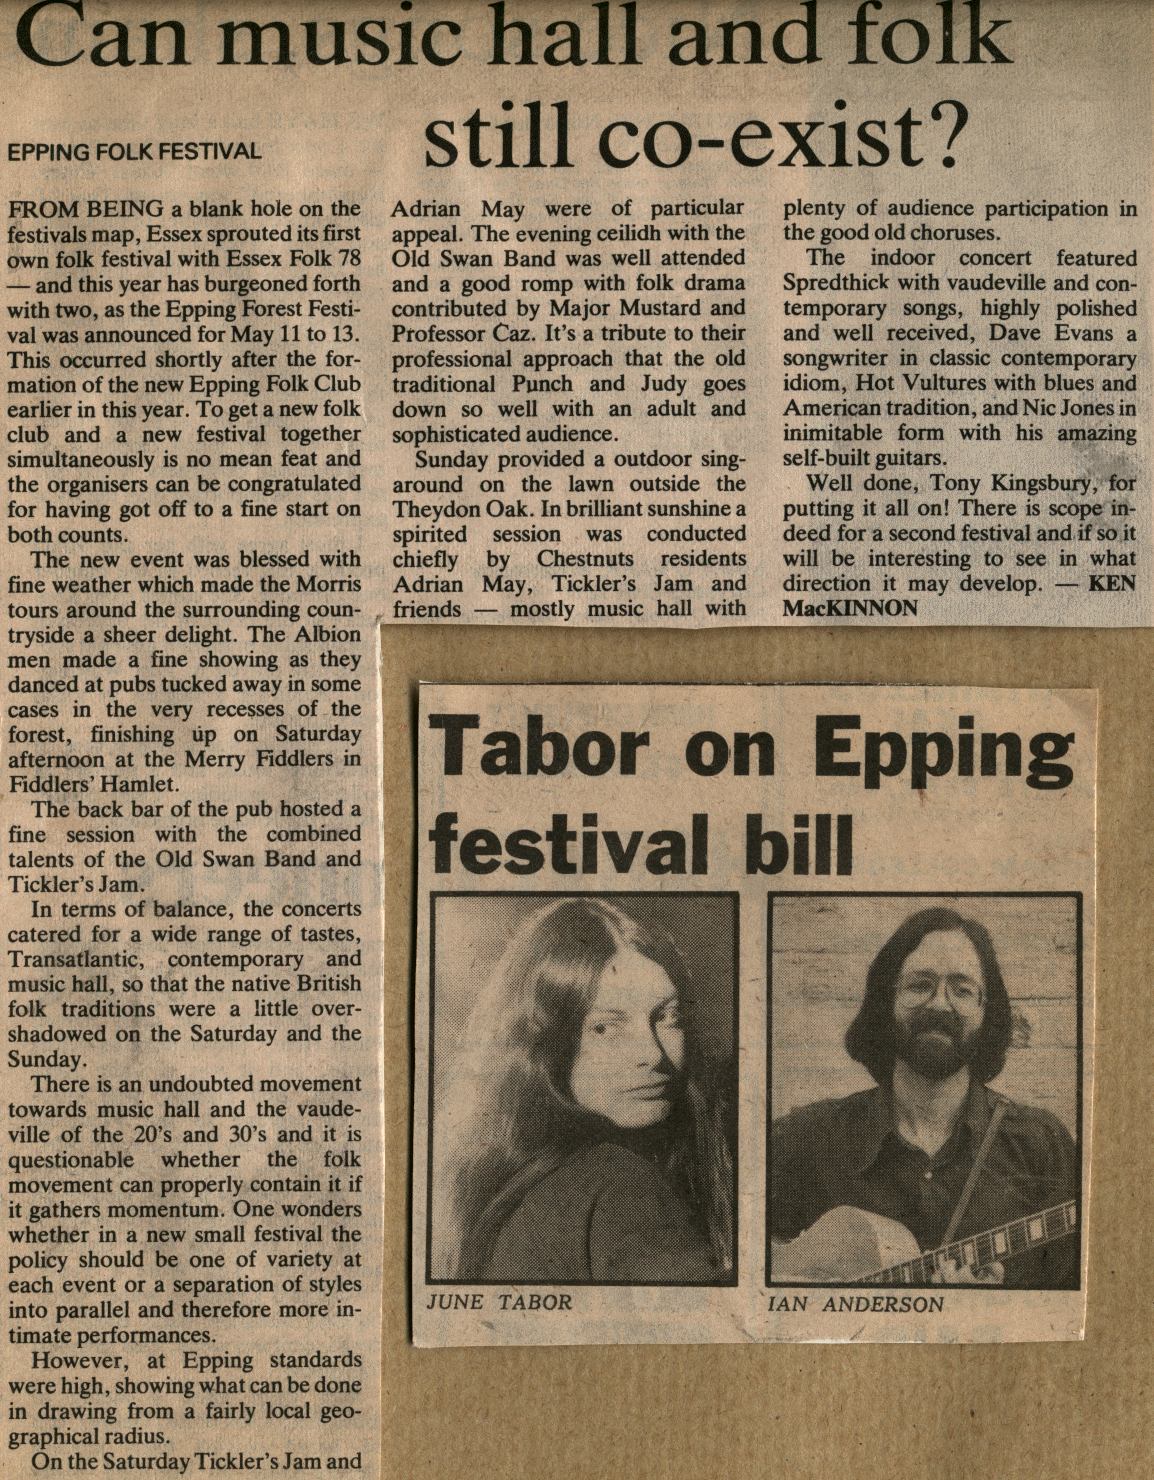 Can music hall and folk
still co-exist?
EPPING FOLK FESTIVAL
FROM BEING a blank hole on the
festivals map, Essex sprouted its first
own folk festival with Essex Folk 78
— and this year has burgeoned forth
with two, as the Epping Forest Festi-
val was announced for May 11 to 13.
This occurred shortly after the for-
mation of the new Epping Folk Club
earlier in this year. To get a new folk
club and a new festival together
simultaneously is no mean feat and
the organisers can be congratulated
for having got off to a fine start on
both counts.
The new event was blessed with
fine weather which made the Morris
tours around the surrounding coun-
tryside a sheer delight. The Albion
men made a fine showing as they
danced at pubs tucked away in some
cases in the very recesses of the
forest, finishing up on Saturday
afternoon at the Merry Fiddlers in
Fiddlers' Hamlet.
The back bar of the pub hosted a
fine session with the combined
talents of the Old Swan Band and
Tickler's Jam.
In terms of balance, the concerts
catered for a wide range of tastes,
Transatlantic, contemporary and
music hall, so that the native British
folk traditions were a little over-
shadowed on the Saturday and the
Sunday.
There is an undoubted movement
towards music hall and the vaude-
ville of the 20's and 30's and it is
questionable whether the folk
movement can properly contain it if
it gathers momentum. One wonders
whether in a new small festival the
policy should be one of variety at
each event or a separation of styles
into parallel and therefore more in-
timate performances.
However, at Epping standards
were high, showing what can be done
in drawing from a fairly local geo-
graphical radius.
On the Saturday Tickler's Jam and
Adrian May were of particular
appeal. The evening ceilidh with the
Old Swan Band was well attended
and a good romp with folk drama
contributed by Major Mustard and
Professor Caz. It's a tribute to their
professional approach that the old
traditional Punch and Judy goes
down so well with an adult and
sophisticated audience.
Sunday provided a outdoor sing-
around on the lawn outside the
Theydon Oak. In brilliant sunshine a
spirited session was conducted
chiefly by Chestnuts residents
Adrian May, Tickler's Jam and
friends — mostly music hall with
plenty of audience participation in
the good old choruses.
The indoor concert featured
Spredthick with vaudeville and con-
temporary songs, highly polished
and well received, Dave Evans a
songwriter in classic contemporary
idiom, Hot Vultures with blues and
American tradition, and Nic Jones in
inimitable form with his amazing
self-built guitars.
Well done, Tony Kingsbury, for
putting it all on! There is scope in-
deed for a second festival and if so it
will be interesting to see in what
direction it may develop. — KEN
MacKINNON
Tabor on Epping
festival bill
JUNE TABOR
IAN ANDERSON